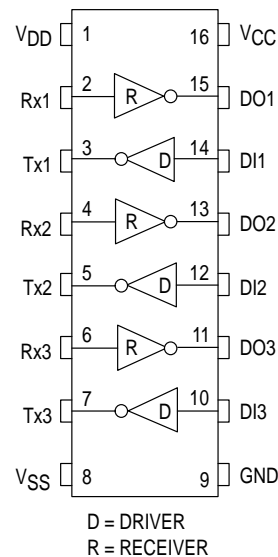 VDD 1 16 VCC
Rx1 2 R 15 DO1
Tx1 3 D 14 DI1
Rx2 4 R 13 DO2
Tx2 5 D 12 DI2
Rx3 6 R 11 DO3
Tx3 7 D 10 DI3
VSS 8 9 GND
D = DRIVER
R = RECEIVER